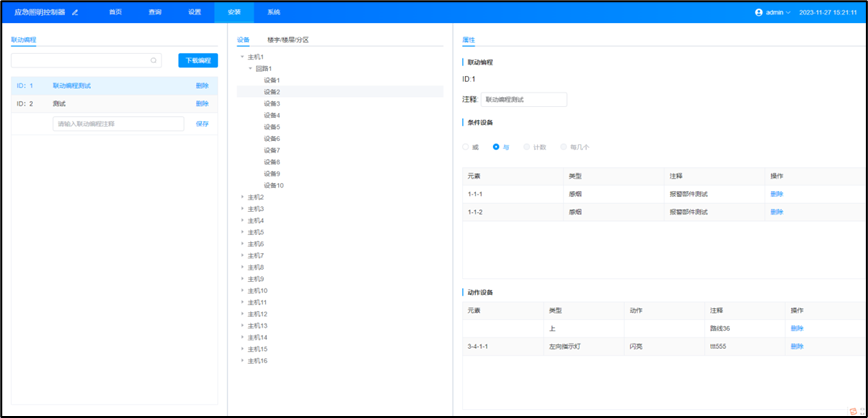 应急照明控制器 首页 查询 设置 安装 系统 admin 2023-11-27 15:21:11
联动编程
下载编程
ID：1 联动编程测试 删除
ID：2 测试 删除
请输入联动编程注释 保存
设备 楼宇/楼层/分区
主机1
回路1
设备1
设备2
设备3
设备4
设备5
设备6
设备7
设备8
设备9
设备10
主机2
主机3
主机4
主机5
主机6
主机7
主机8
主机9
主机10
主机11
主机12
主机13
主机14
主机15
主机16
属性
联动编程
ID:1
注释: 联动编程测试
条件设备
或 与 计数 每几个
元素 类型 注释 操作
1-1-1 感烟 报警部件测试 删除
1-1-2 感烟 报警部件测试 删除
动作设备
元素 类型 动作 注释 操作
上 路线36 删除
3-4-1-1 左向指示灯 闪亮 ttt555 删除